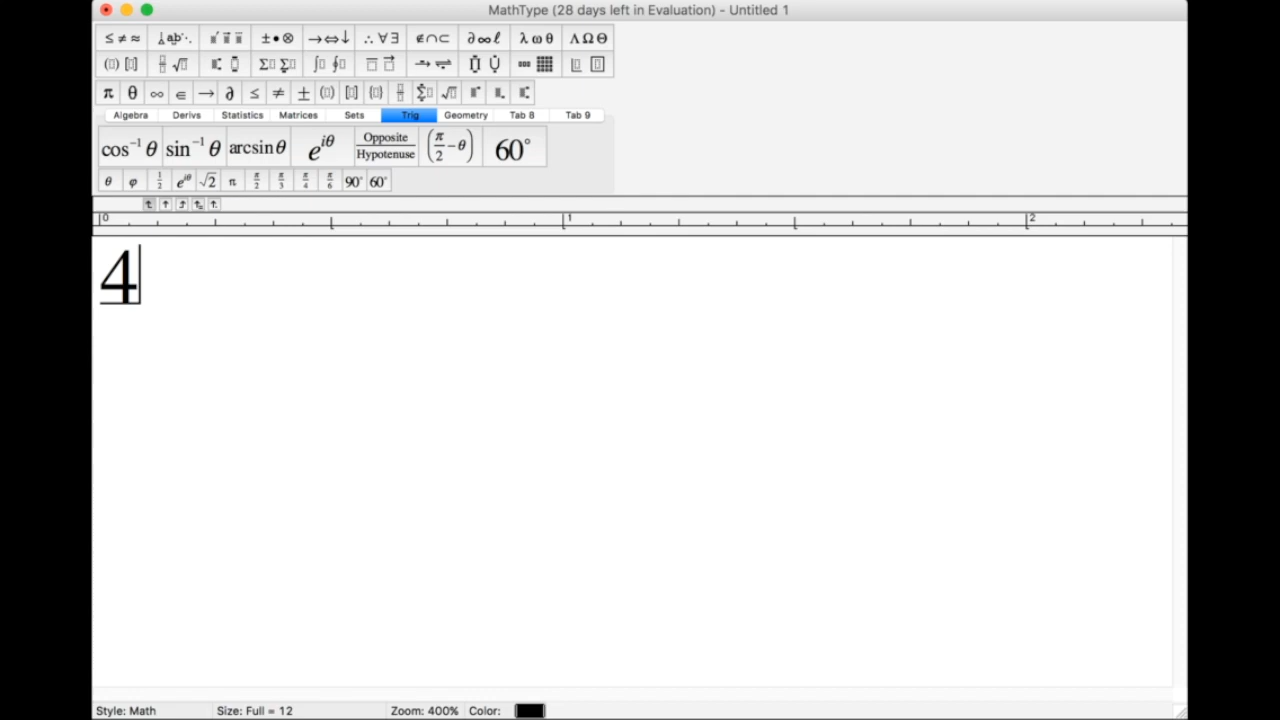 MathType (28 days left in Evaluation) - Untitled 1
≤ ≠ ≈ ⁝ ab ⋱ ± • ⊗ → ⇔ ↓ ∴ ∀ ∃ ∉ ∩ ⊂ ∂ ∞ ℓ λ ω θ Λ Ω Θ
(▯) [▯] √▯ Σ▯ Σ▯ ∫▯ ∮▯
π θ ∞ ∈ → ∂ ≤ ≠ ± (▯) [▯] {▯} Σ▯ √▯
Algebra Derivs Statistics Matrices Sets Trig Geometry Tab 8 Tab 9
cos⁻¹ θ sin⁻¹ θ arcsin θ e^{iθ} Opposite/Hypotenuse (π/2 − θ) 60°
θ φ 1/2 e^{iθ} √2 π π/2 π/3 π/4 π/6 90° 60°
0 1 2
4
Style: Math Size: Full = 12 Zoom: 400% Color: